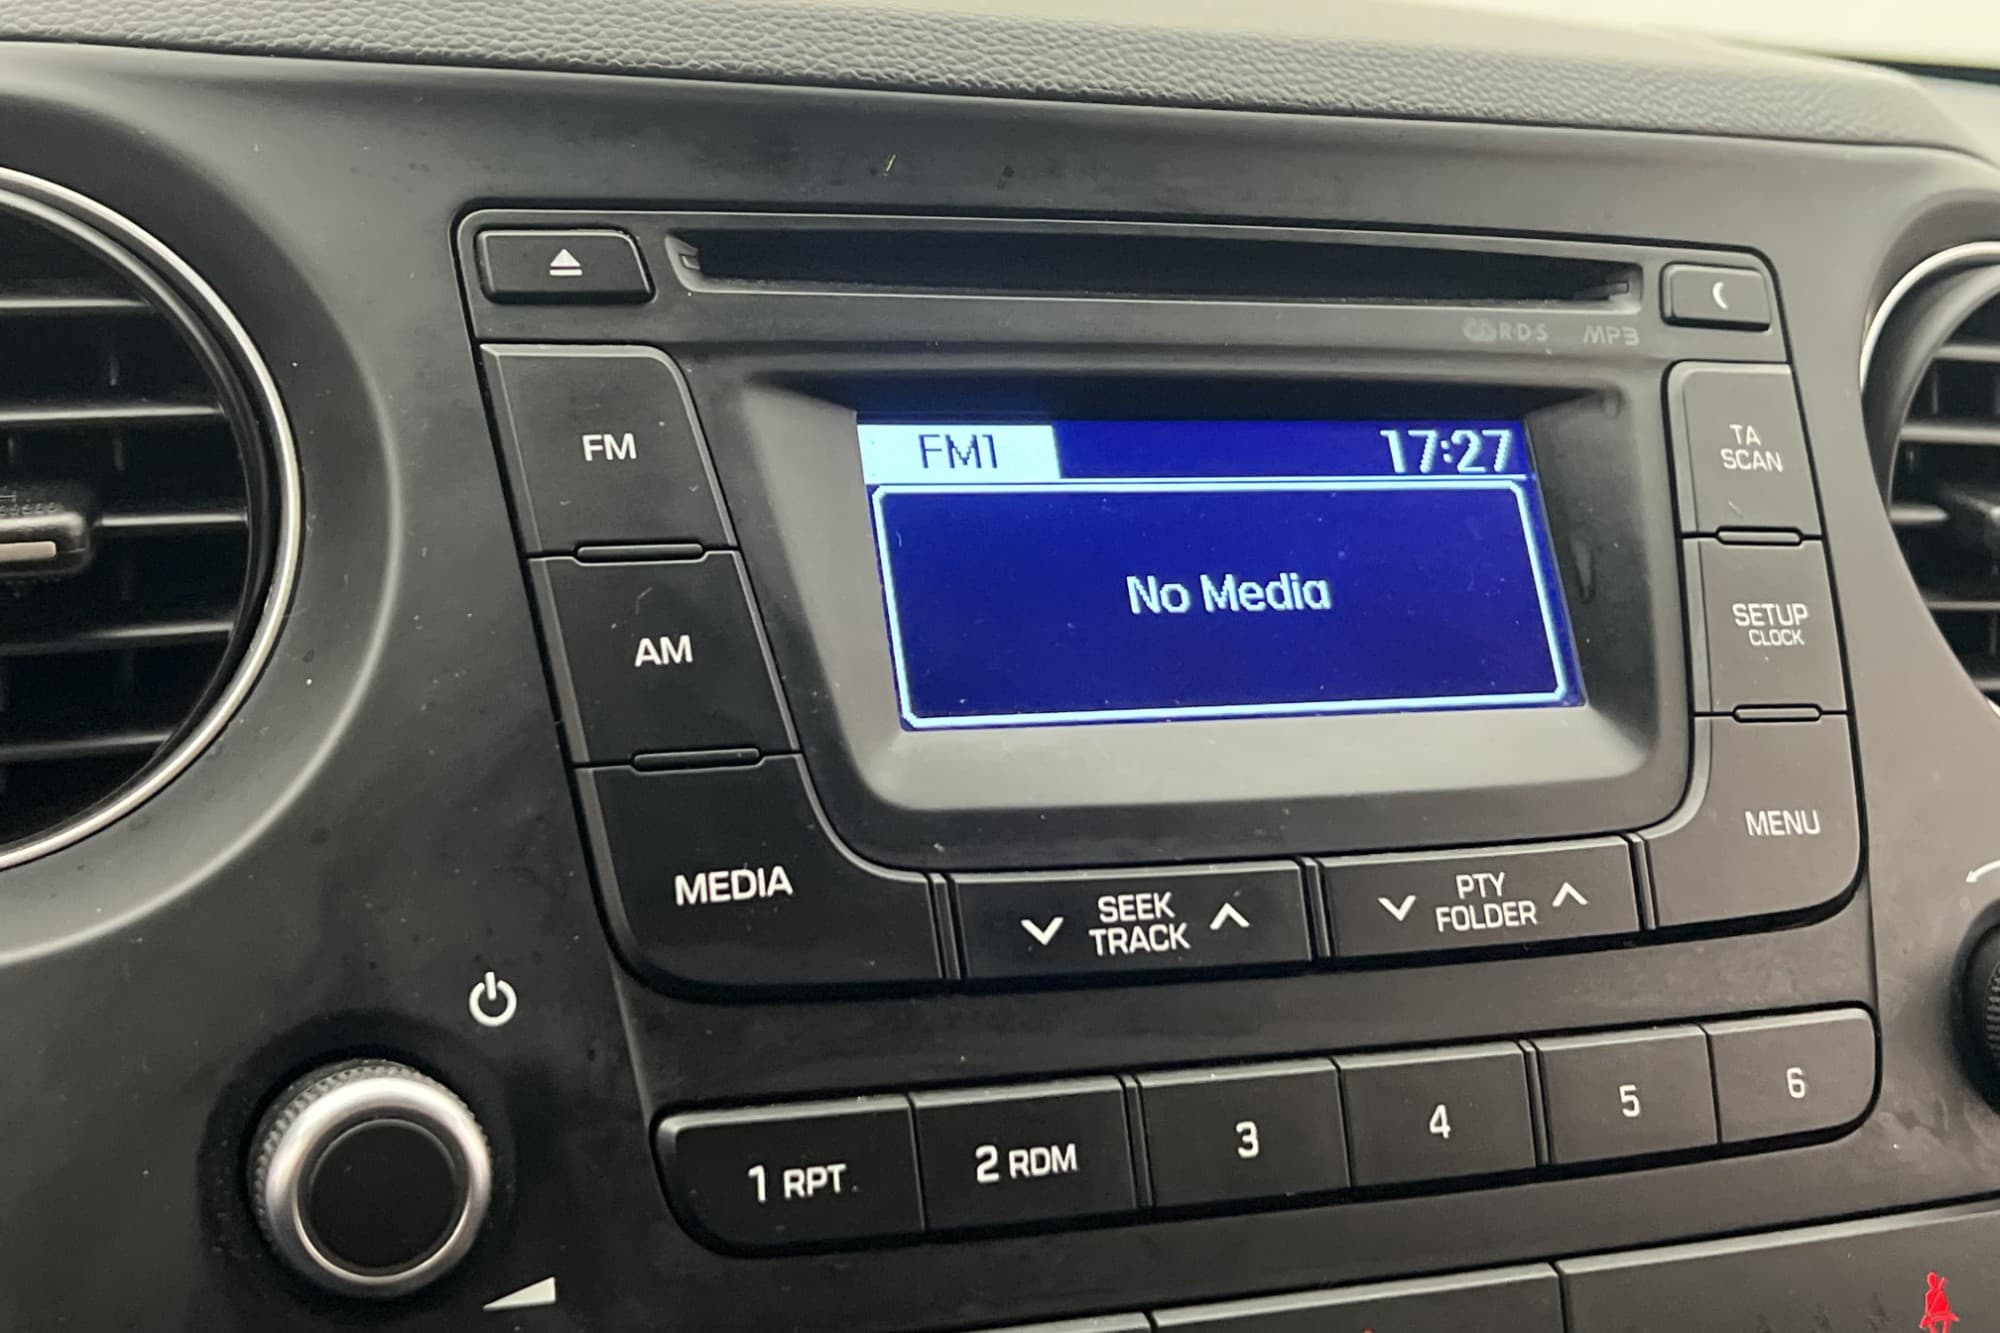 RDS MP3
FM
FM1 17:27
TA
SCAN
No Media
AM
SETUP
CLOCK
MEDIA
SEEK
TRACK
PTY
FOLDER
MENU
1 RPT
2 RDM
3
4
5
6